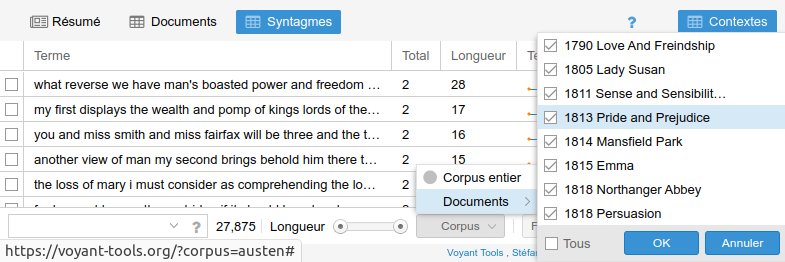 Résumé Documents Syntagmes ? Contextes
Terme Total Longueur
what reverse we have man's boasted power and freedom ... 2 28
my first displays the wealth and pomp of kings lords of the... 2 17
you and miss smith and miss fairfax will be three and the t... 2 16
another view of man my second brings behold him there t... 2 15
the loss of mary i must consider as comprehending the lo... 2
1790 Love And Freindship
1805 Lady Susan
1811 Sense and Sensibilit...
1813 Pride and Prejudice
1814 Mansfield Park
1815 Emma
1818 Northanger Abbey
1818 Persuasion
Tous OK Annuler
Corpus entier
Documents
? 27,875 Longueur Corpus
https://voyant-tools.org/?corpus=austen#
Voyant Tools , Stéfa